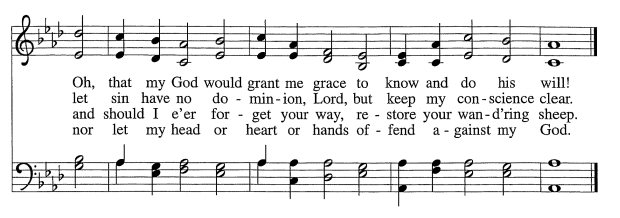 Oh, that my God would grant me grace to know and do his will!
let sin have no do - min - ion, Lord, but keep my con - science clear.
and should I e'er for - get your way, re - store your wan - d'ring sheep.
nor let my head or heart or hands of - fend a - gainst my God.